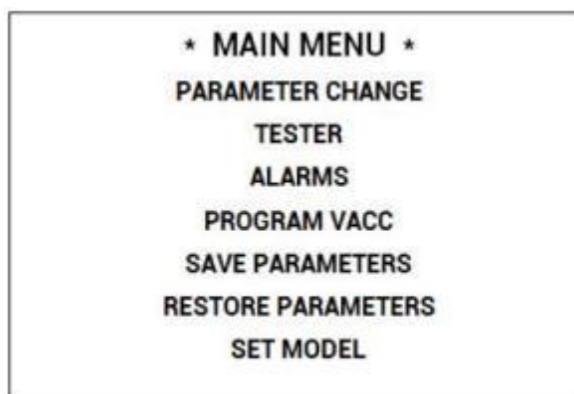 * MAIN MENU *
PARAMETER CHANGE
TESTER
ALARMS
PROGRAM VACC
SAVE PARAMETERS
RESTORE PARAMETERS
SET MODEL